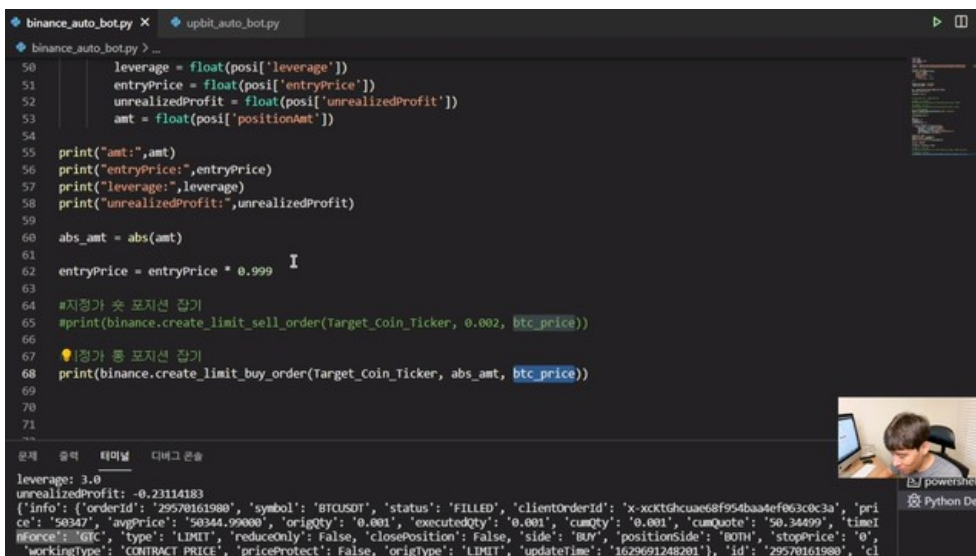 binance_auto_bot.py
upbit_auto_bot.py
binance_auto_bot.py > ...
50 leverage = float(posi['leverage'])
51 entryPrice = float(posi['entryPrice'])
52 unrealizedProfit = float(posi['unrealizedProfit'])
53 amt = float(posi['positionAmt'])
54
55 print("amt:",amt)
56 print("entryPrice:",entryPrice)
57 print("leverage:",leverage)
58 print("unrealizedProfit:",unrealizedProfit)
59
60 abs_amt = abs(amt)
61
62 entryPrice = entryPrice * 0.999
63
64 #지정가 숏 포지션 잡기
65 #print(binance.create_limit_sell_order(Target_Coin_Ticker, 0.002, btc_price))
66
67 정가 롱 포지션 잡기
68 print(binance.create_limit_buy_order(Target_Coin_Ticker, abs_amt, btc_price))
69
70
71
문제 출력 터미널 디버그 콘솔
leverage: 3.0
unrealizedProfit: -0.23114183
{'info': {'orderId': '29570161980', 'symbol': 'BTCUSDT', 'status': 'FILLED', 'clientOrderId': 'x-xcKtGhcuae68f954baa4ef063c0c3a', 'pri
ce': '50347', 'avgPrice': '50344.99000', 'origQty': '0.001', 'executedQty': '0.001', 'cumQty': '0.001', 'cumQuote': '50.34499', 'timeI
nForce': 'GTC', 'type': 'LIMIT', 'reduceOnly': False, 'closePosition': False, 'side': 'BUY', 'positionSide': 'BOTH', 'stopPrice': '0',
'workingType': 'CONTRACT_PRICE', 'priceProtect': False, 'origType': 'LIMIT', 'updateTime': '1629691248201'}, 'id': '29570161980', 'c
powershe
Python De